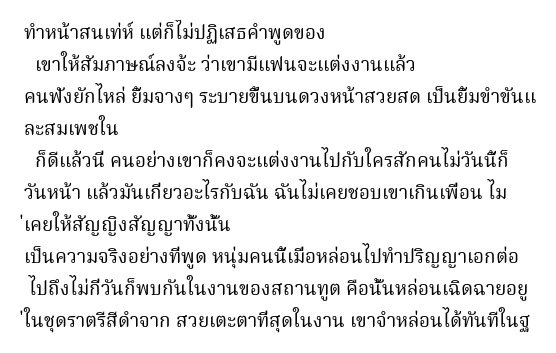 ทำหน้าสนเท่ห์ แต่ก็ไม่ปฏิเสธคำพูดของ
เขาให้สัมภาษณ์ลงจ้ะ ว่าเขามีแฟนจะแต่งงานแล้ว
คนฟังยักไหล่ ยิ้มจางๆ ระบายขึ้นบนดวงหน้าสวยสด เป็นยิ้มขำขันแ
ละสมเพชใน
ก็ดีแล้วนี่ คนอย่างเขาก็คงจะแต่งงานไปกับใครสักคนไม่วันนี้ก็
วันหน้า แล้วมันเกี่ยวอะไรกับฉัน ฉันไม่เคยชอบเขาเกินเพื่อน ไม
่เคยให้สัญญิงสัญญาทั้งนั้น
เป็นความจริงอย่างที่พูด หนุ่มคนนี้เมื่อหล่อนไปทำปริญญาเอกต่อ
ไปถึงไม่กี่วันก็พบกันในงานของสถานทูต คืนนั้นหล่อนเฉิดฉายอยู
่ในชุดราตรีสีดำจาก สวยเตะตาที่สุดในงาน เขาจำหล่อนได้ทันทีในฐ